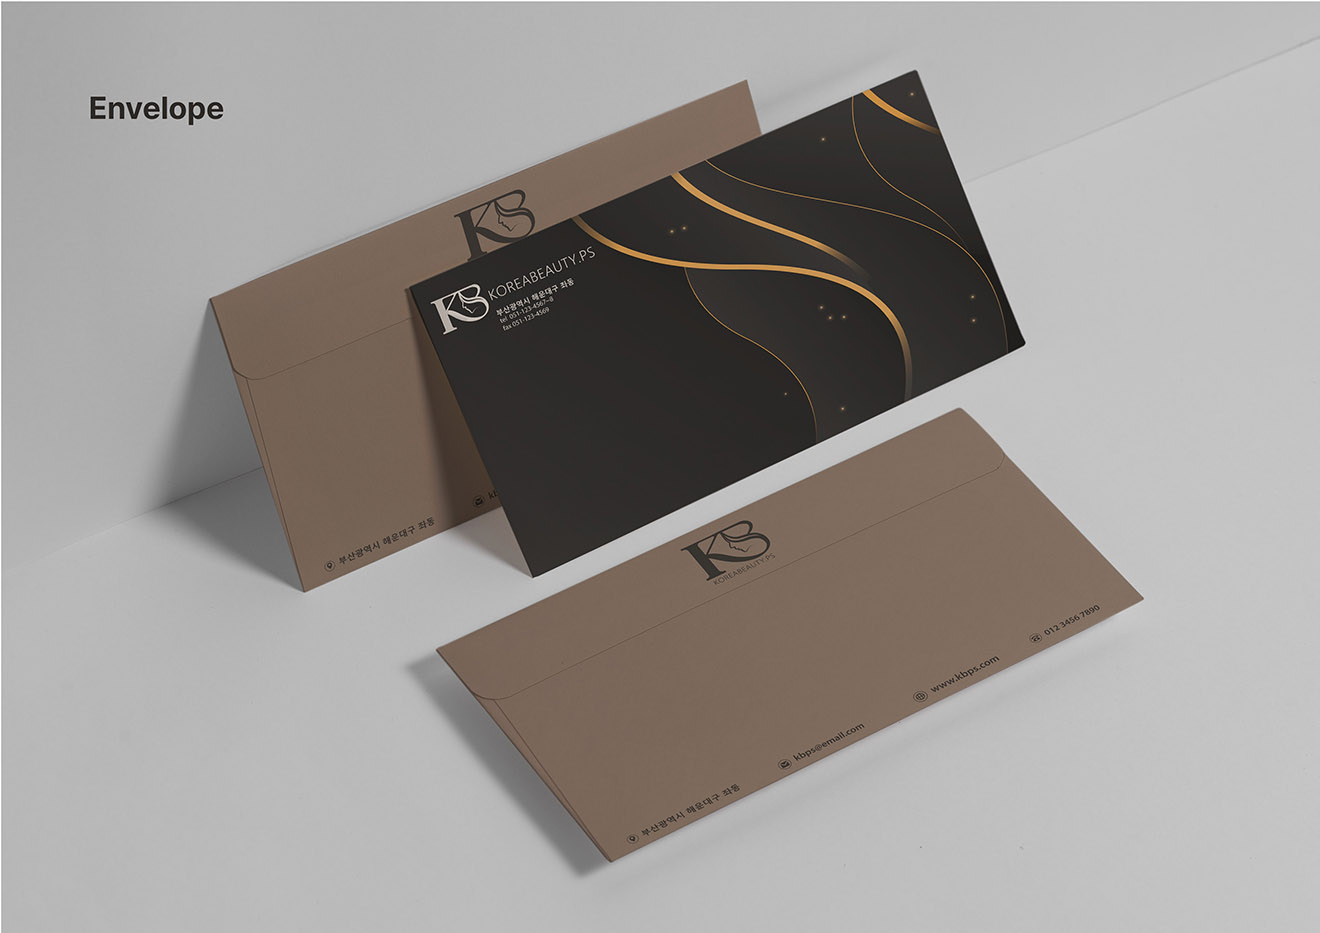 Envelope
KB
KB
KOREABEAUTY.PS
부산광역시 해운대구 좌동
tel 051-123-4567~8
fax 051-123-4569
부산광역시 해운대구 좌동
KB
KOREABEAUTY.PS
부산광역시 해운대구 좌동
kbps@email.com
www.kbps.com
012 3456 7890